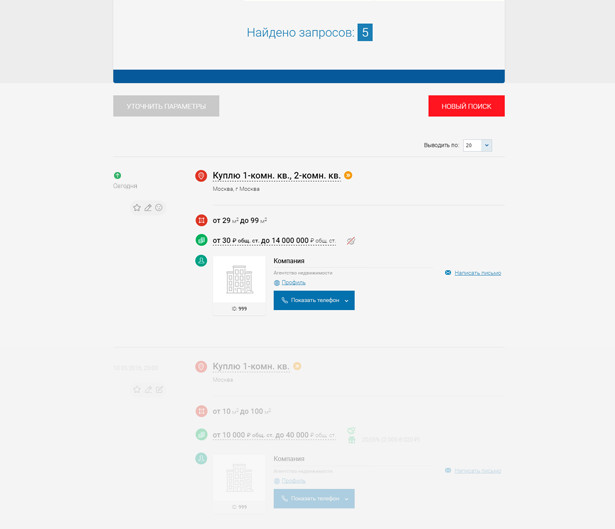 Найдено запросов: 5
УТОЧНИТЬ ПАРАМЕТРЫ
НОВЫЙ ПОИСК
Выводить по: 20
Сегодня
Куплю 1-комн. кв., 2-комн. кв.
Москва, г Москва
от 29 м² до 99 м²
от 30 ₽ общ. ст. до 14 000 000 ₽ общ. ст.
Компания
Агентство недвижимости
Профиль
Написать письмо
Показать телефон
999
Куплю 1-комн. кв.
Москва
от 10 м² до 100 м²
от 10 000 ₽ общ. ст. до 40 000 ₽ общ. ст.
Компания
Агентство недвижимости
Профиль
Написать письмо
Показать телефон
999